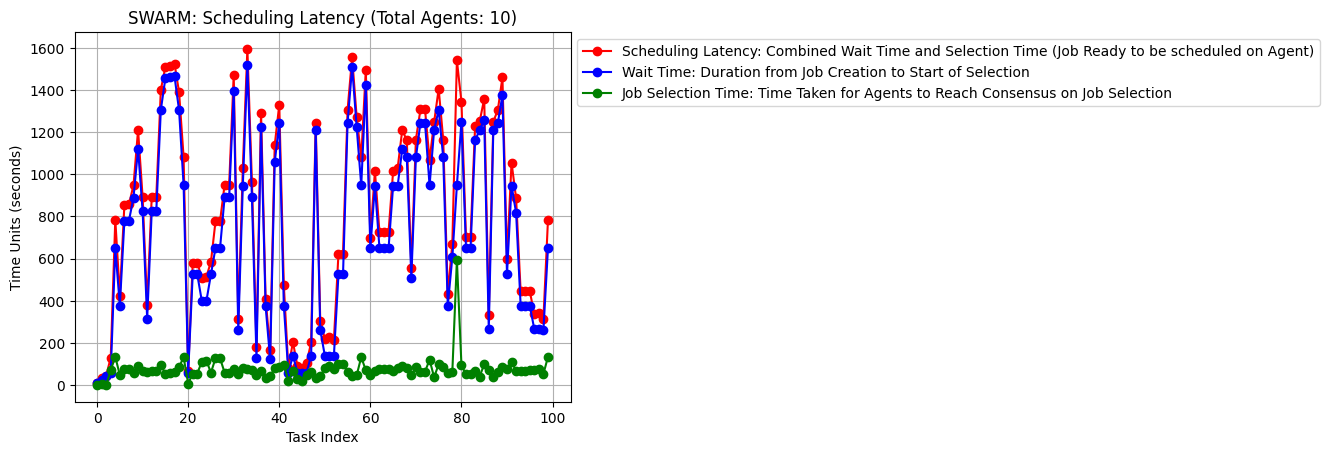 SWARM: Scheduling Latency (Total Agents: 10)
Scheduling Latency: Combined Wait Time and Selection Time (Job Ready to be scheduled on Agent)
Wait Time: Duration from Job Creation to Start of Selection
Job Selection Time: Time Taken for Agents to Reach Consensus on Job Selection
Time Units (seconds)
1600
1400
1200
1000
800
600
400
200
0
0 20 40 60 80 100
Task Index